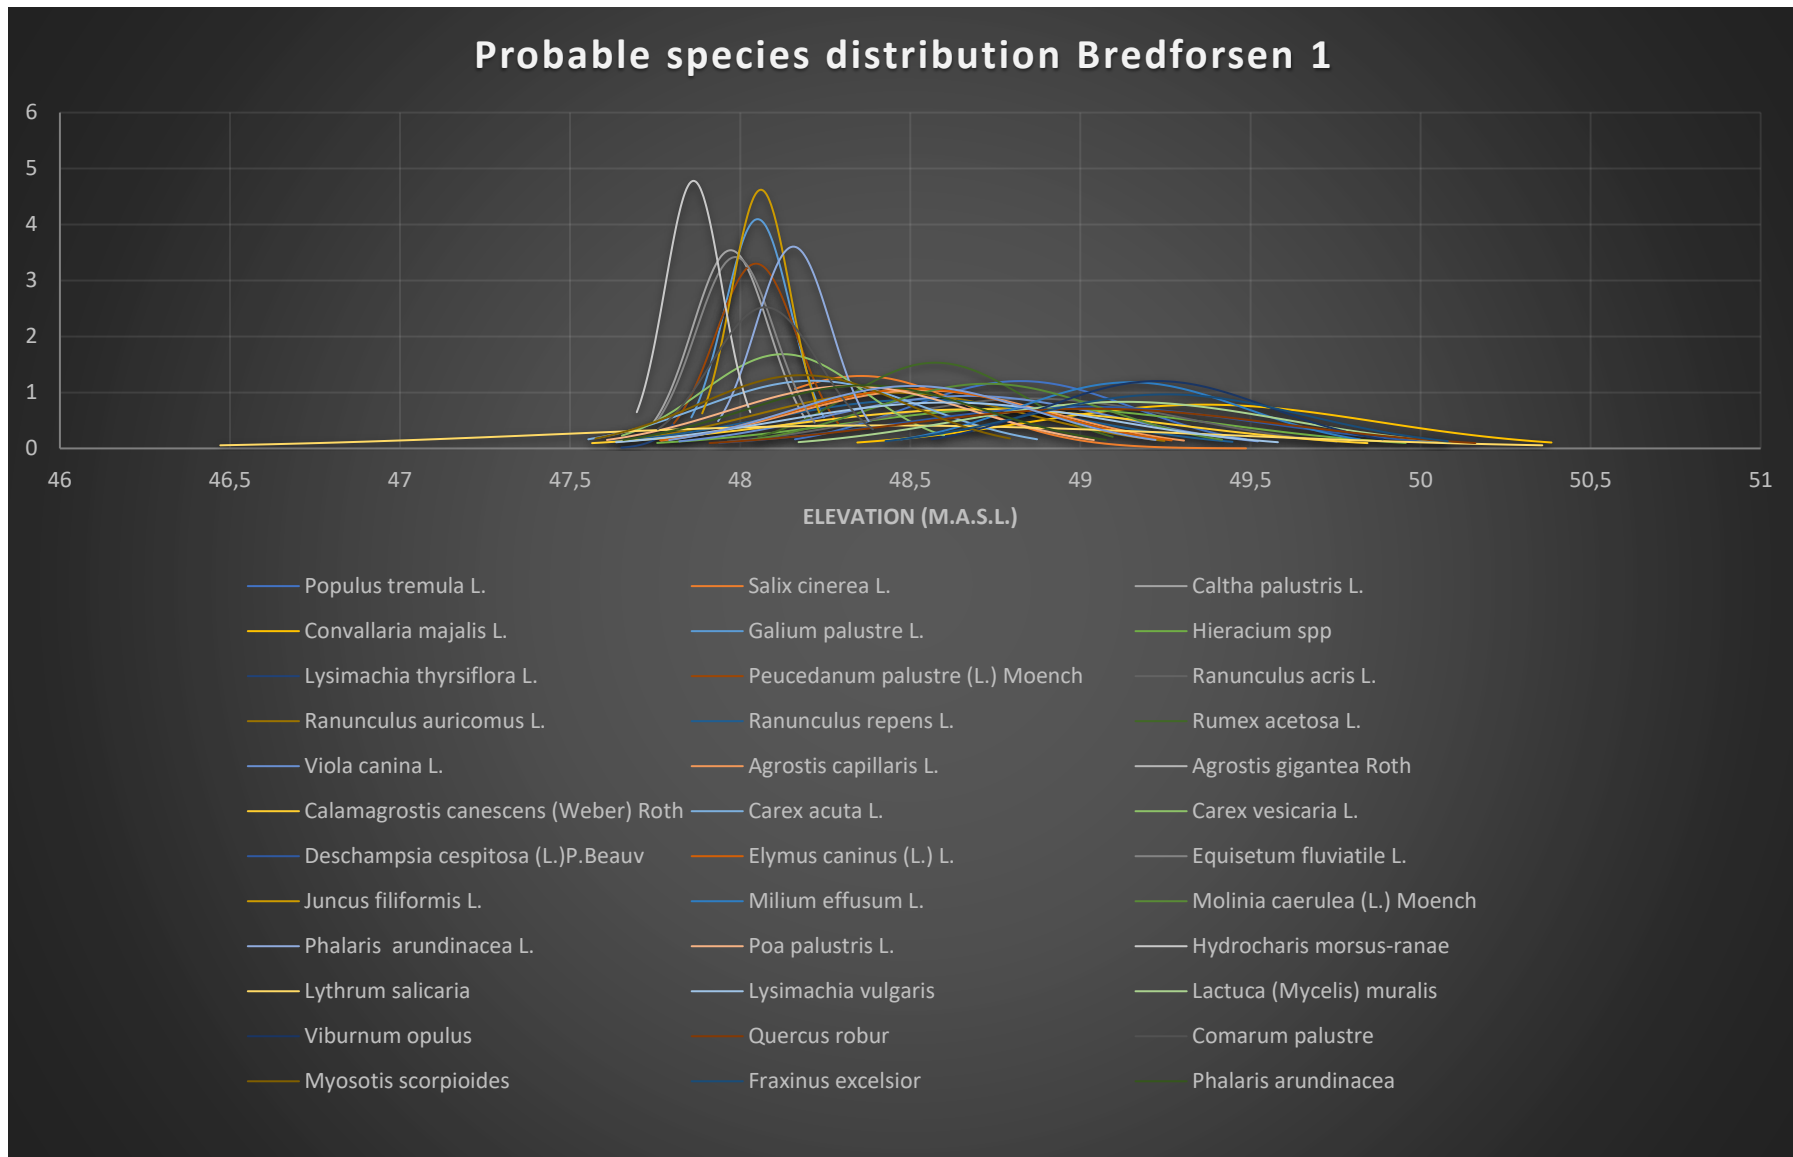 Probable species distribution Bredforsen 1
6
5
4
3
2
1
0
46 46,5 47 47,5 48 48,5 49 49,5 50 50,5 51
ELEVATION (M.A.S.L.)
Populus tremula L. Salix cinerea L. Caltha palustris L.
Convallaria majalis L. Galium palustre L. Hieracium spp
Lysimachia thyrsiflora L. Peucedanum palustre (L.) Moench Ranunculus acris L.
Ranunculus auricomus L. Ranunculus repens L. Rumex acetosa L.
Viola canina L. Agrostis capillaris L. Agrostis gigantea Roth
Calamagrostis canescens (Weber) Roth Carex acuta L. Carex vesicaria L.
Deschampsia cespitosa (L.)P.Beauv Elymus caninus (L.) L. Equisetum fluviatile L.
Juncus filiformis L. Milium effusum L. Molinia caerulea (L.) Moench
Phalaris  arundinacea L. Poa palustris L. Hydrocharis morsus-ranae
Lythrum salicaria Lysimachia vulgaris Lactuca (Mycelis) muralis
Viburnum opulus Quercus robur Comarum palustre
Myosotis scorpioides Fraxinus excelsior Phalaris arundinacea